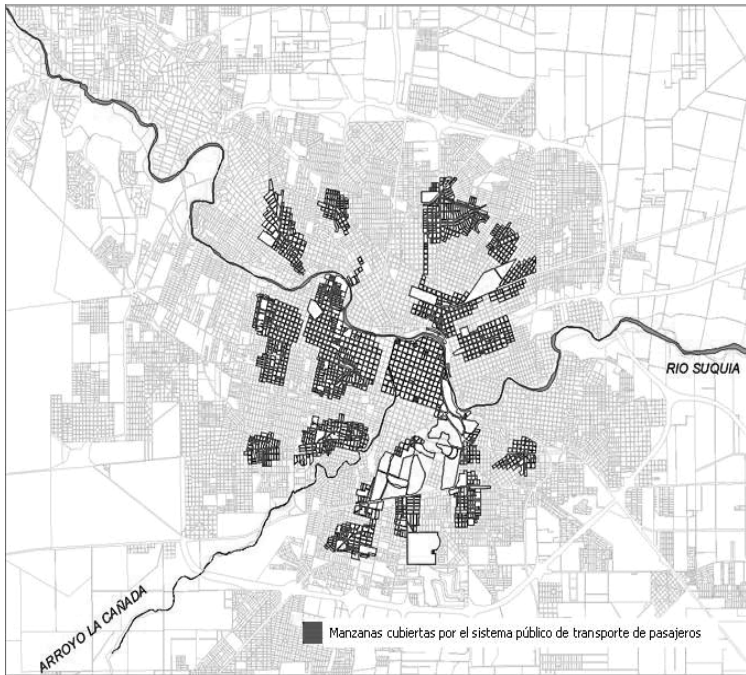 RIO SUQUIA
ARROYO LA CAÑADA
Manzanas cubiertas por el sistema público de transporte de pasajeros